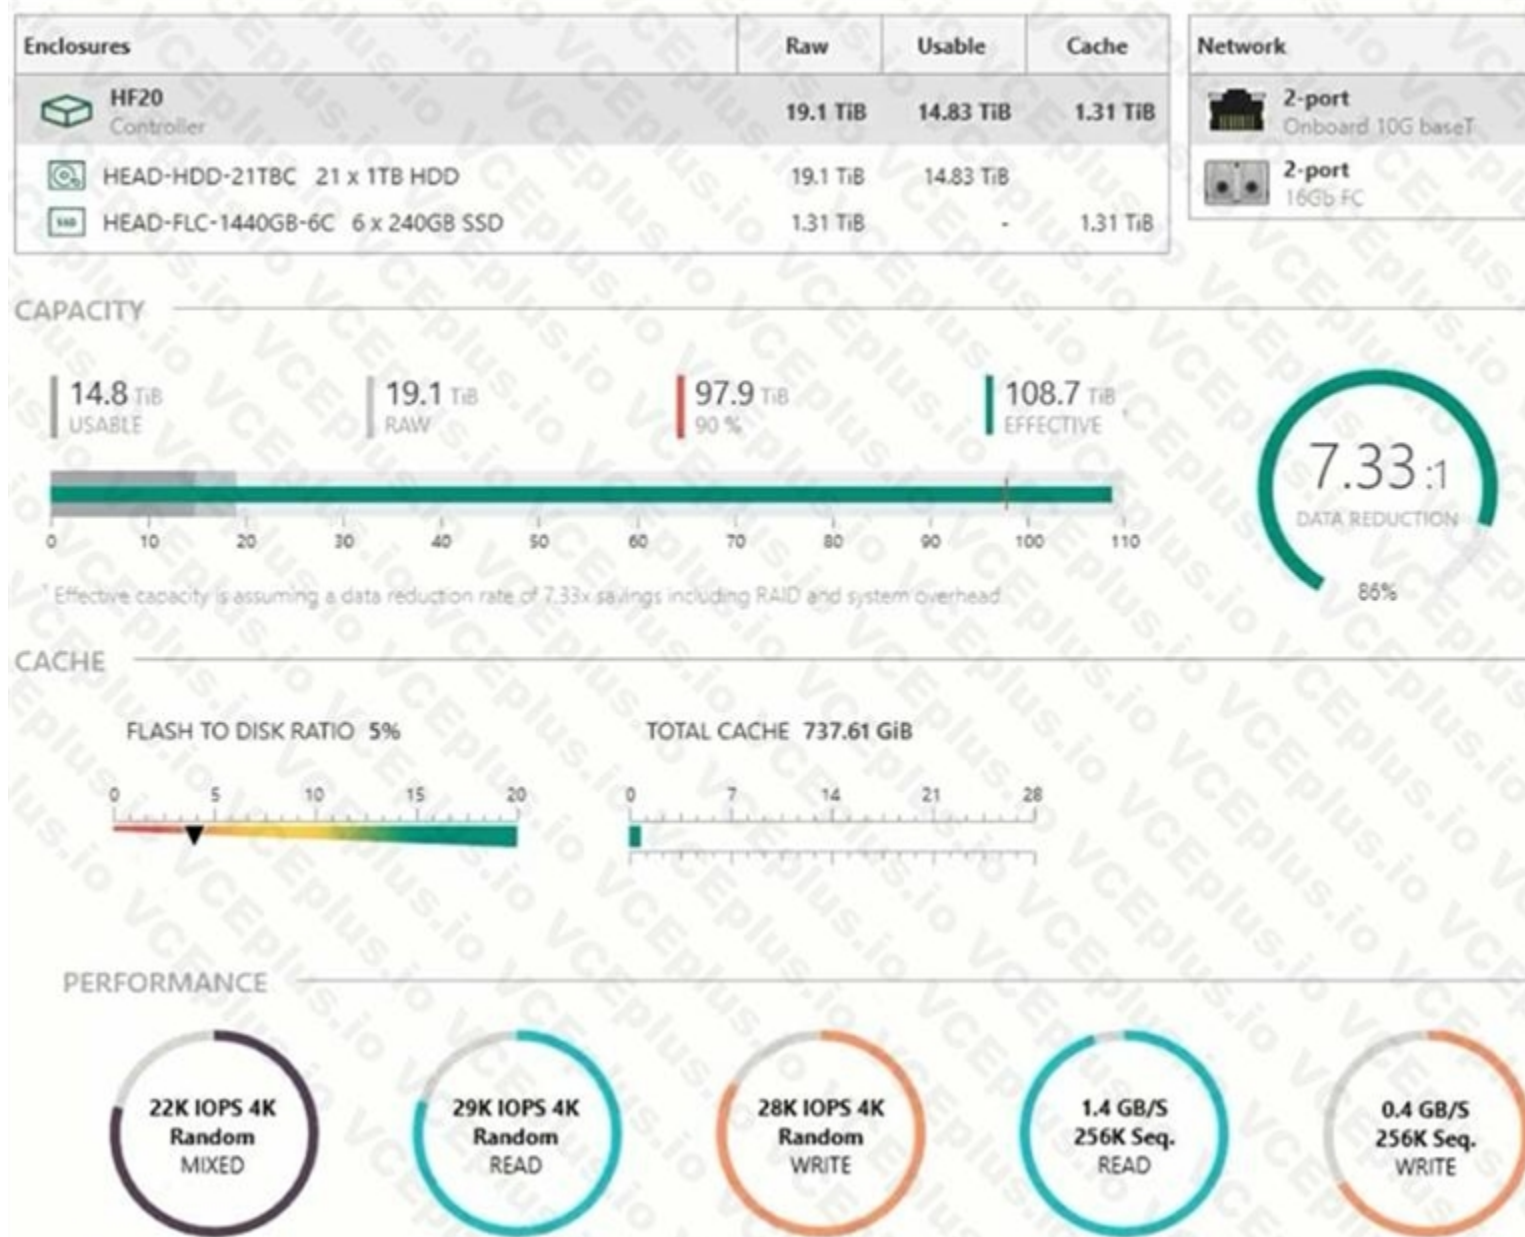 Enclosures Raw Usable Cache
HF20 19.1 TiB 14.83 TiB 1.31 TiB
Controller
HEAD-HDD-21TBC 21 x 1TB HDD 19.1 TiB 14.83 TiB
HEAD-FLC-1440GB-6C 6 x 240GB SSD 1.31 TiB - 1.31 TiB
Network
2-port
Onboard 10G baseT
2-port
16Gb FC
CAPACITY
14.8 TiB
USABLE
19.1 TiB
RAW
97.9 TiB
90 %
108.7 TiB
EFFECTIVE
0 10 20 30 40 50 60 70 80 90 100 110
7.33 :1
DATA REDUCTION
86%
* Effective capacity is assuming a data reduction rate of 7.33x savings including RAID and system overhead
CACHE
FLASH TO DISK RATIO 5%
0 5 10 15 20
TOTAL CACHE 737.61 GiB
0 7 14 21 28
PERFORMANCE
22K IOPS 4K
Random
MIXED
29K IOPS 4K
Random
READ
28K IOPS 4K
Random
WRITE
1.4 GB/S
256K Seq.
READ
0.4 GB/S
256K Seq.
WRITE
VCEplus.io